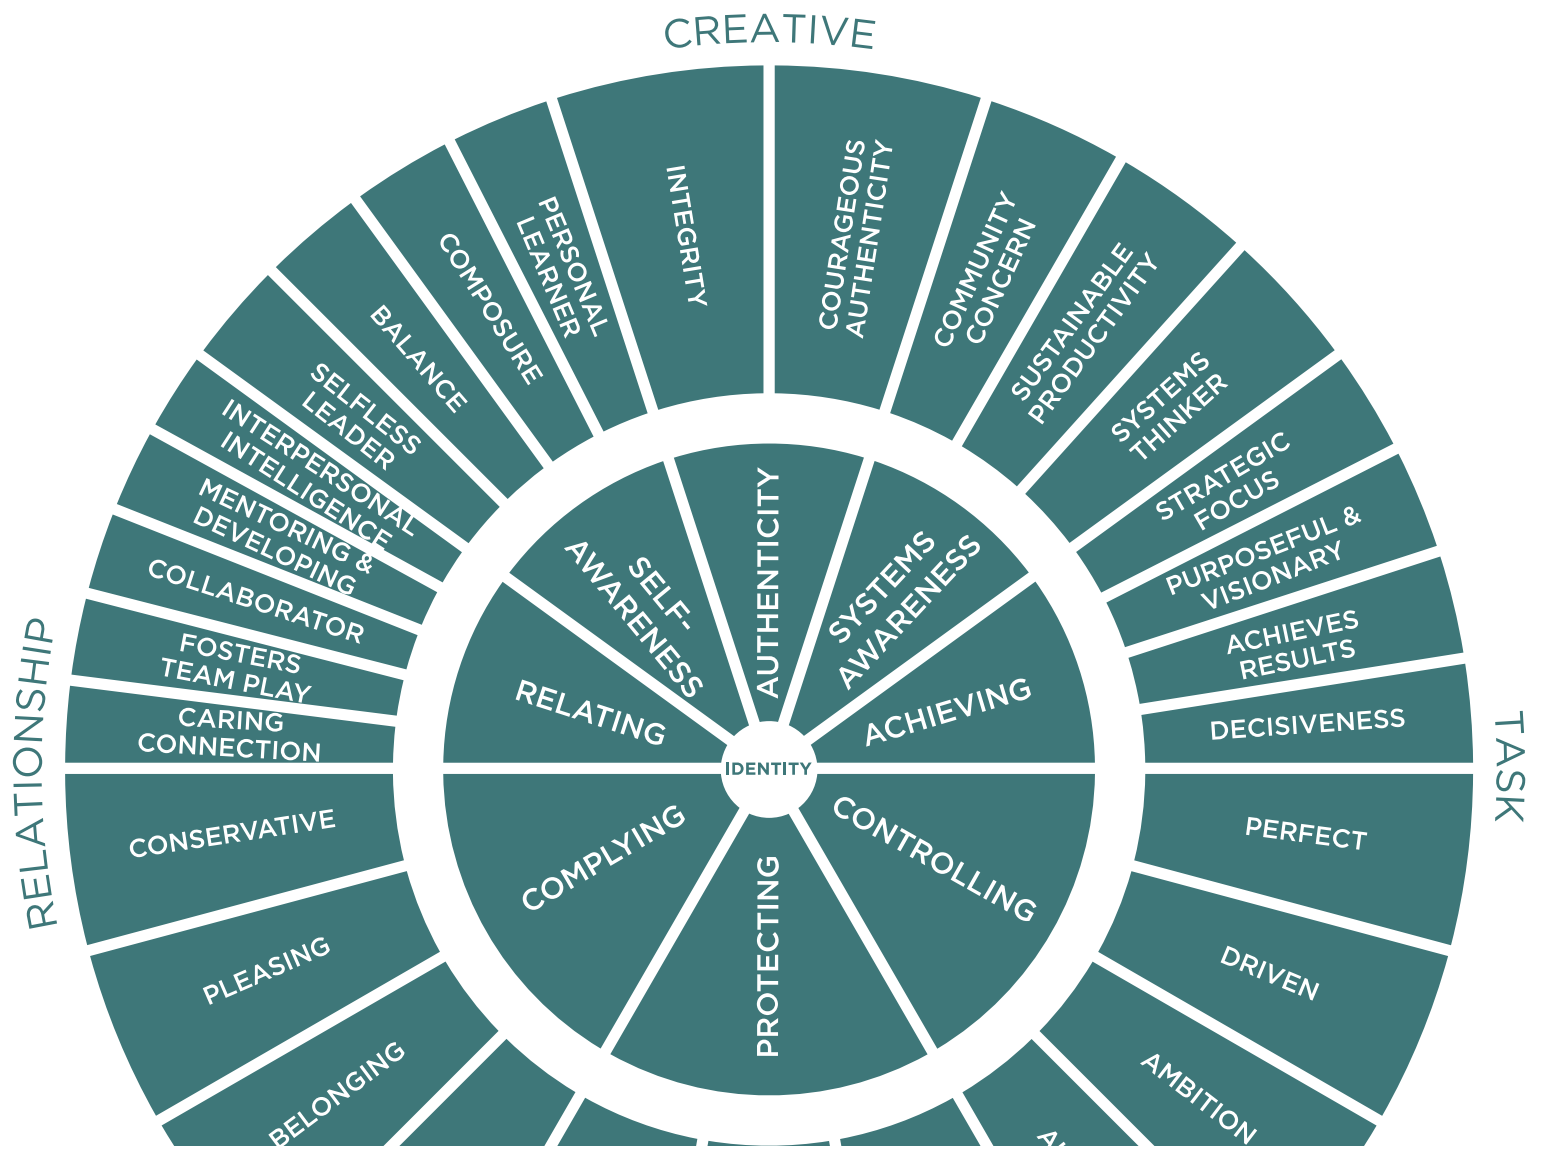 CREATIVE
RELATIONSHIP
TASK
CARING
CONNECTION
FOSTERS
TEAM PLAY
COLLABORATOR
MENTORING &
DEVELOPING
INTERPERSONAL
INTELLIGENCE
SELFLESS
LEADER
BALANCE
COMPOSURE
PERSONAL
LEARNER
INTEGRITY
COURAGEOUS
AUTHENTICITY
COMMUNITY
CONCERN
SUSTAINABLE
PRODUCTIVITY
SYSTEMS
THINKER
STRATEGIC
FOCUS
PURPOSEFUL &
VISIONARY
ACHIEVES
RESULTS
DECISIVENESS
RELATING
SELF-
AWARENESS
AUTHENTICITY
SYSTEMS
AWARENESS
ACHIEVING
IDENTITY
COMPLYING
PROTECTING
CONTROLLING
CONSERVATIVE
PLEASING
BELONGING
PERFECT
DRIVEN
AMBITION